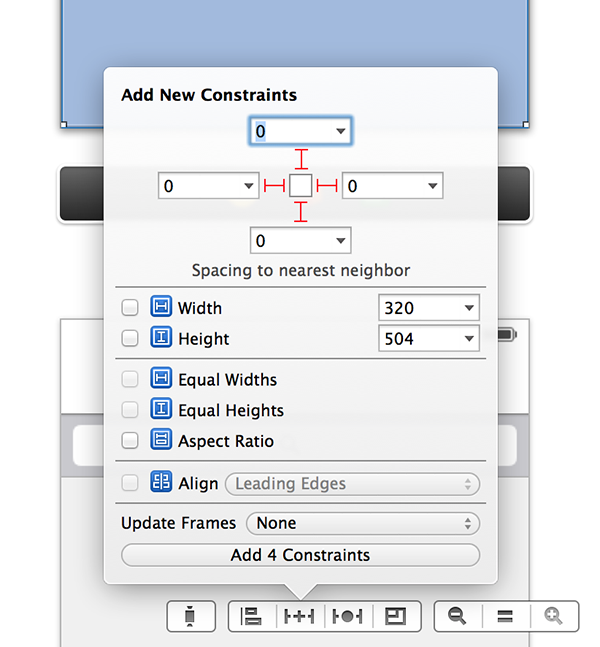 Add New Constraints
0
0 0
0
Spacing to nearest neighbor
Width 320
Height 504
Equal Widths
Equal Heights
Aspect Ratio
Align Leading Edges
Update Frames None
Add 4 Constraints